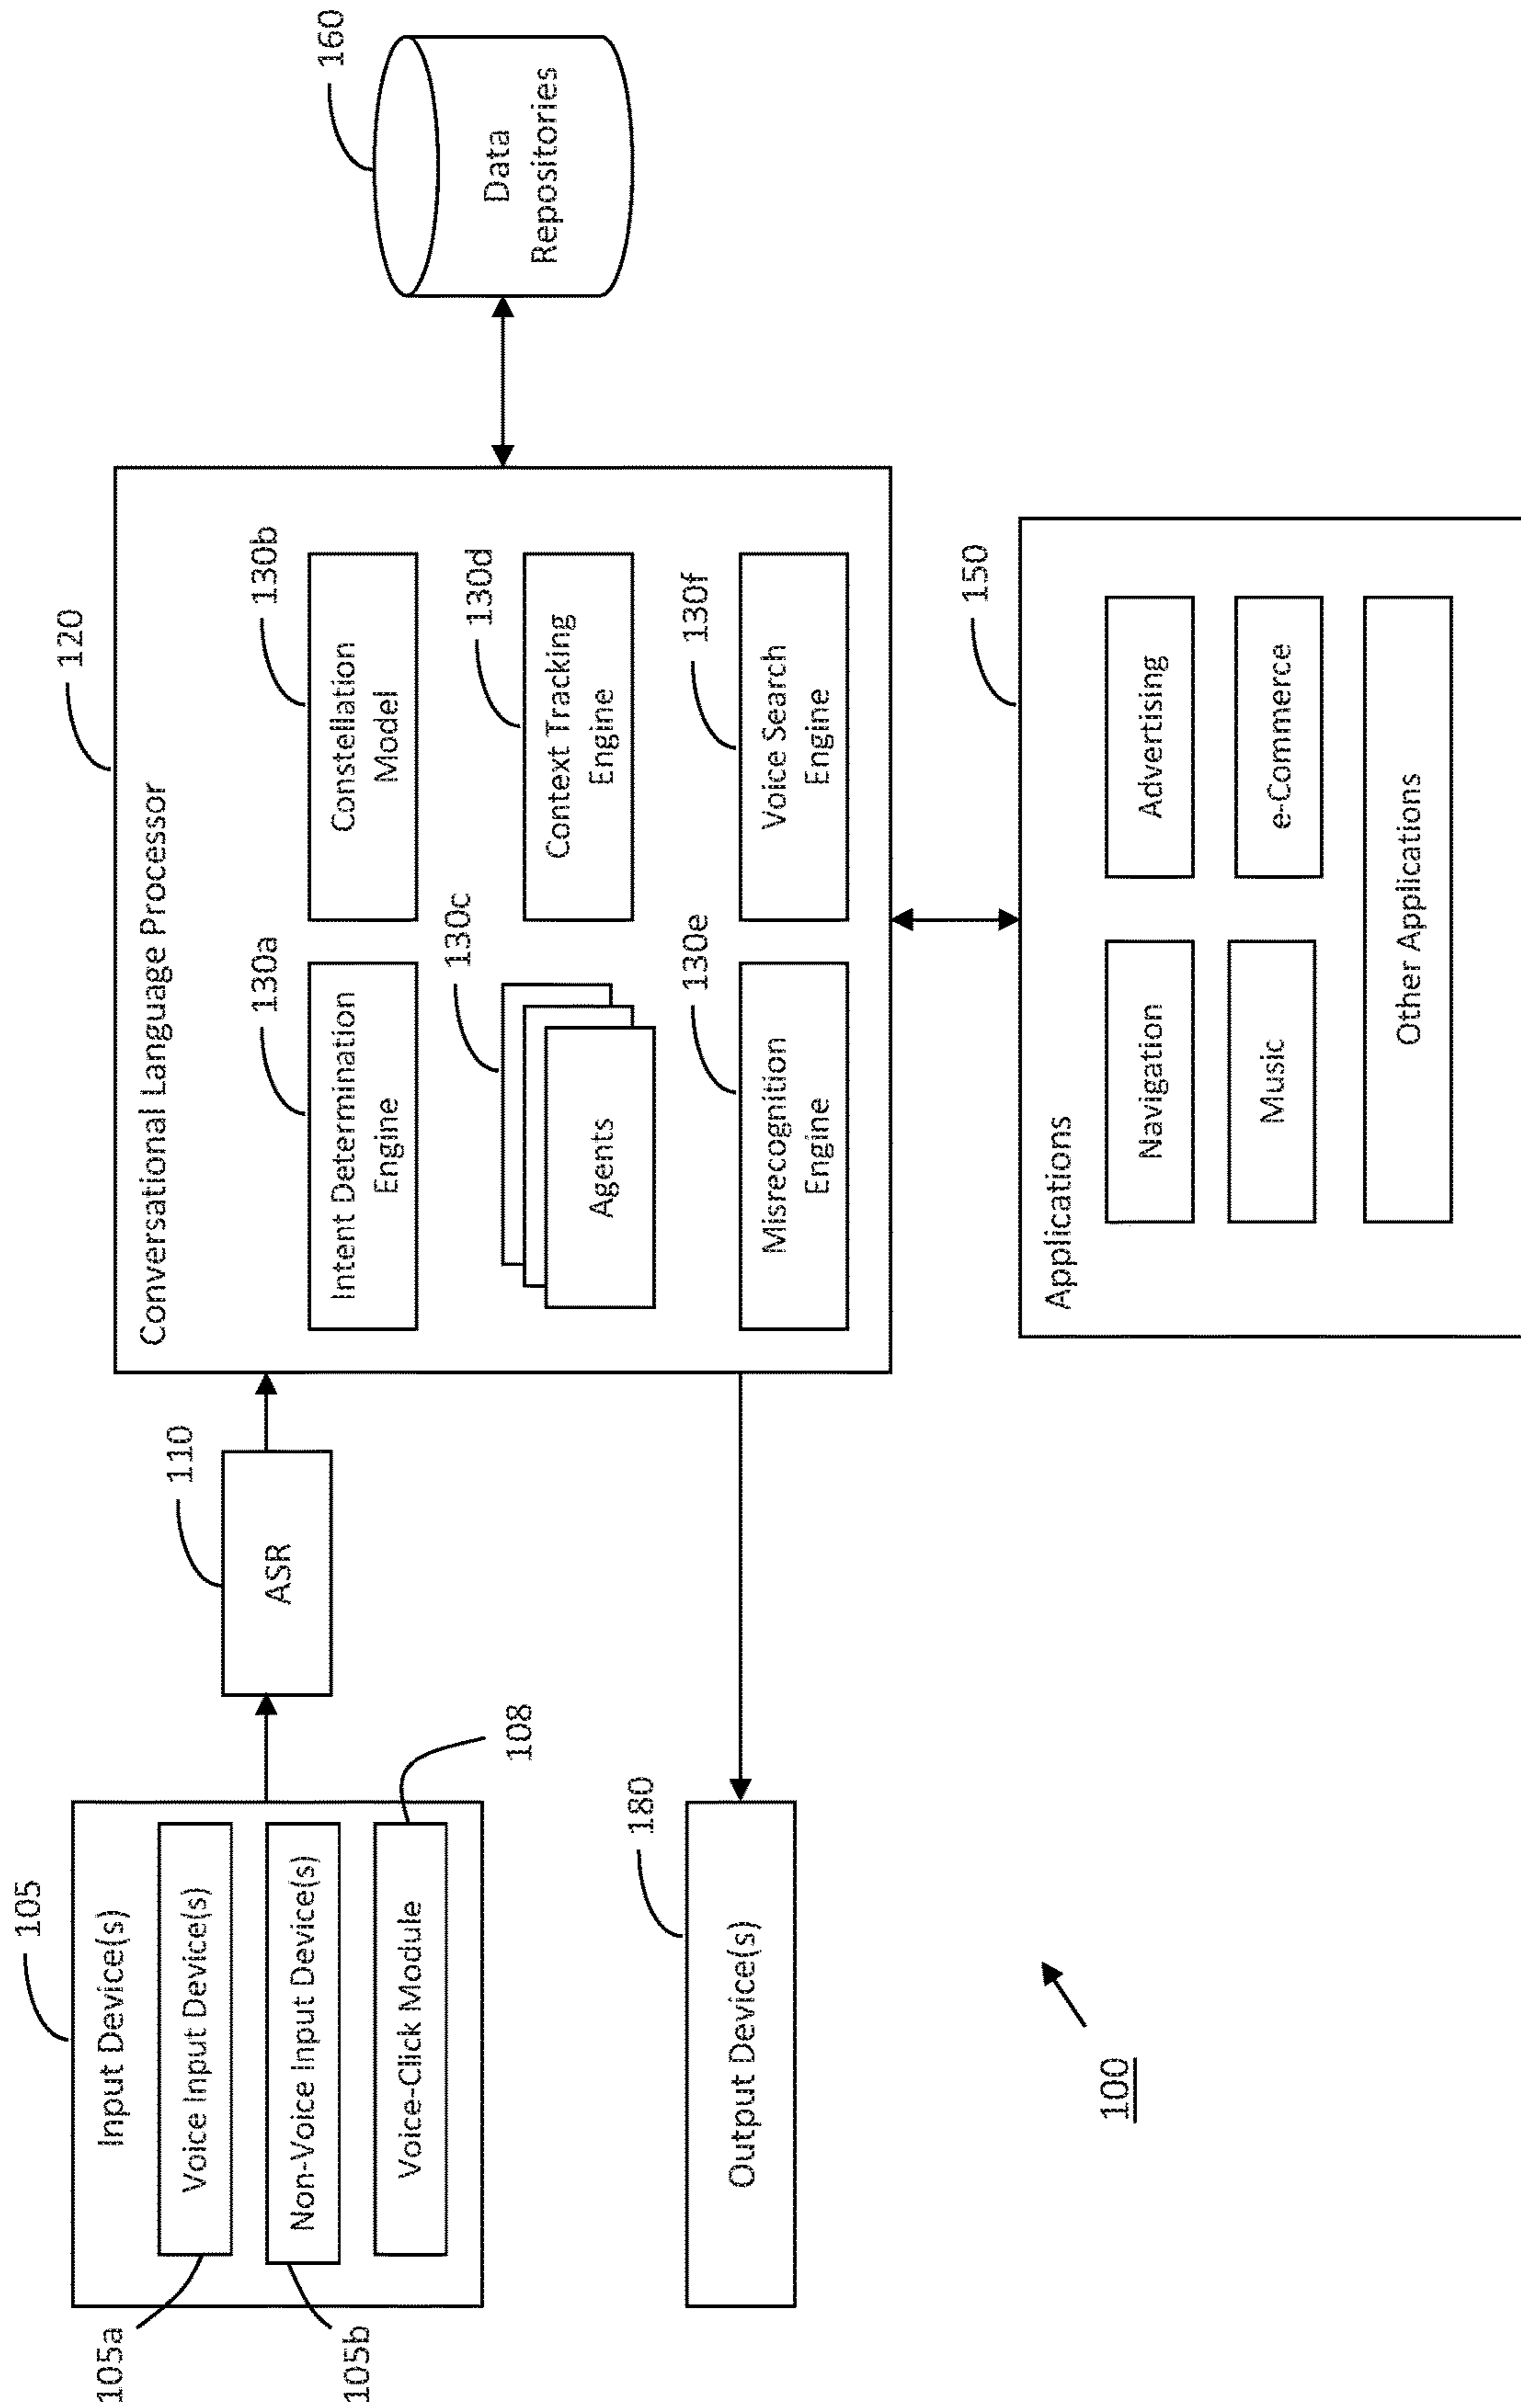 105
Input Device(s)
105a
Voice Input Device(s)
105b
Non-Voice Input Device(s)
Voice-Click Module
108
110
ASR
120
Conversational Language Processor
130a
Intent Determination
Engine
130b
Constellation
Model
130c
Agents
130d
Context Tracking
Engine
130e
Misrecognition
Engine
130f
Voice Search
Engine
160
Data
Repositories
180
Output Device(s)
150
Applications
Navigation
Advertising
Music
e-Commerce
Other Applications
100